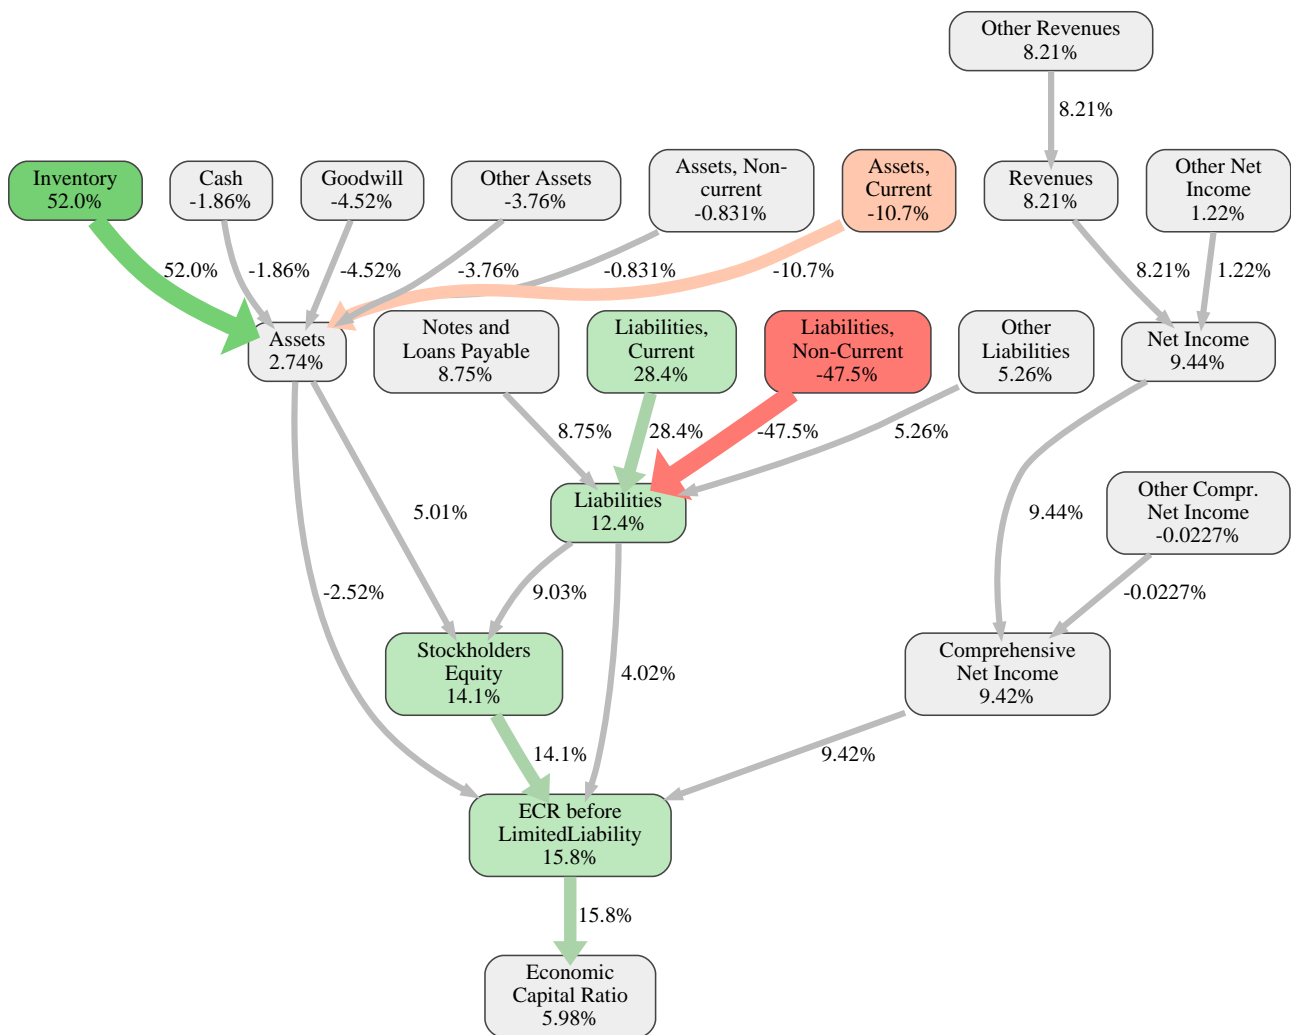 Other Revenues
8.21%
8.21%
Inventory
52.0%
Cash
-1.86%
Goodwill
-4.52%
Other Assets
-3.76%
Assets, Non-
current
-0.831%
Assets,
Current
-10.7%
Revenues
8.21%
Other Net
Income
1.22%
52.0%
-1.86%
-4.52%
-3.76%
-0.831%
-10.7%
8.21%
1.22%
Assets
2.74%
Notes and
Loans Payable
8.75%
Liabilities,
Current
28.4%
Liabilities,
Non-Current
-47.5%
Other
Liabilities
5.26%
Net Income
9.44%
8.75%
28.4%
-47.5%
5.26%
Liabilities
12.4%
5.01%
9.44%
Other Compr.
Net Income
-0.0227%
-2.52%
9.03%
-0.0227%
Stockholders
Equity
14.1%
4.02%
Comprehensive
Net Income
9.42%
14.1%
9.42%
ECR before
LimitedLiability
15.8%
15.8%
Economic
Capital Ratio
5.98%